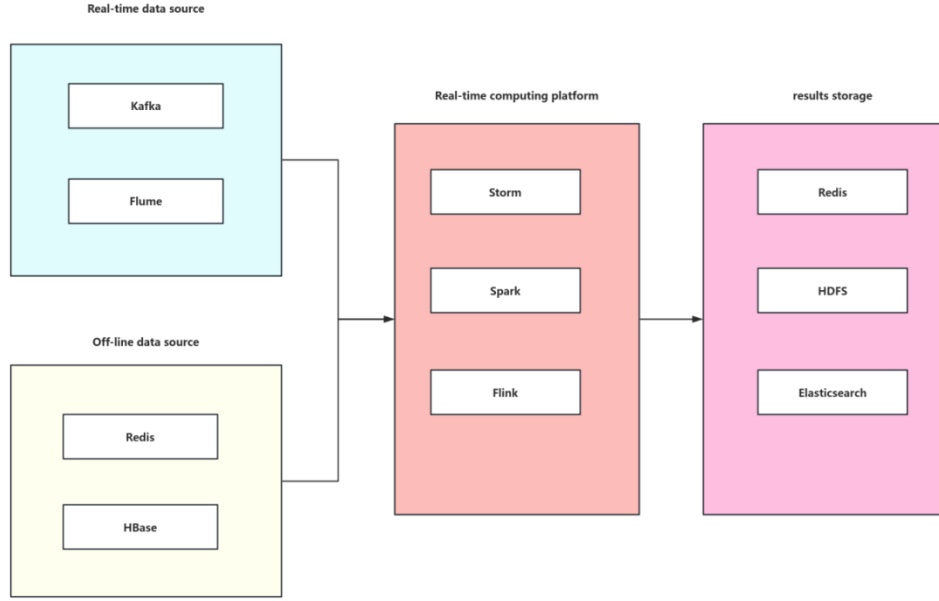 Real-time data source
Kafka
Flume
Off-line data source
Redis
HBase
Real-time computing platform
Storm
Spark
Flink
results storage
Redis
HDFS
Elasticsearch